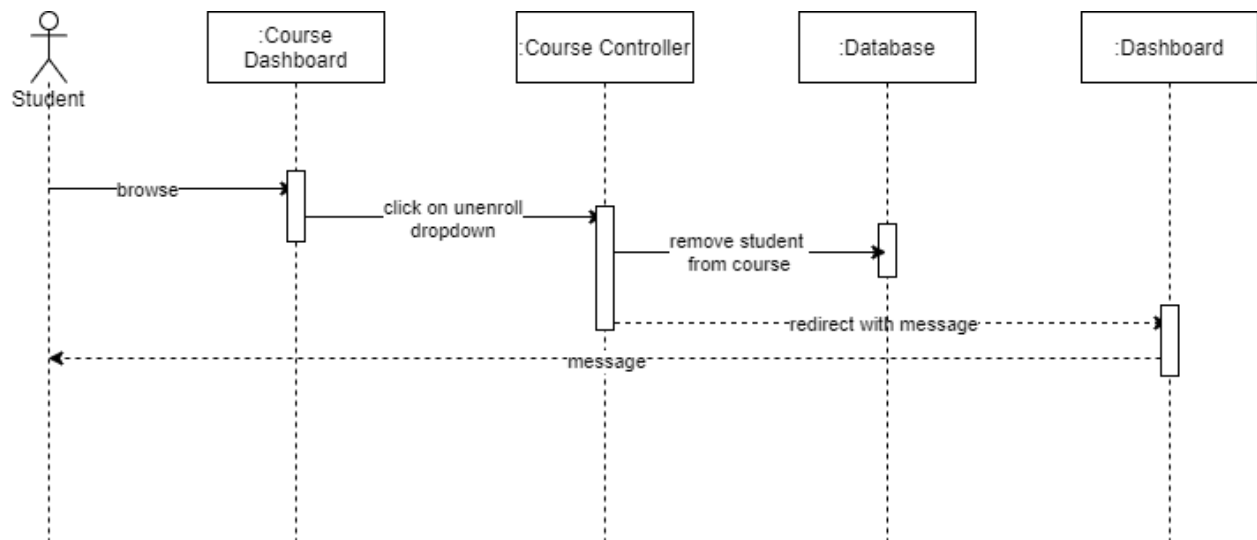 :Course
Dashboard
:Course Controller
:Database
:Dashboard
Student
browse
click on unenroll
dropdown
remove student
from course
redirect with message
message